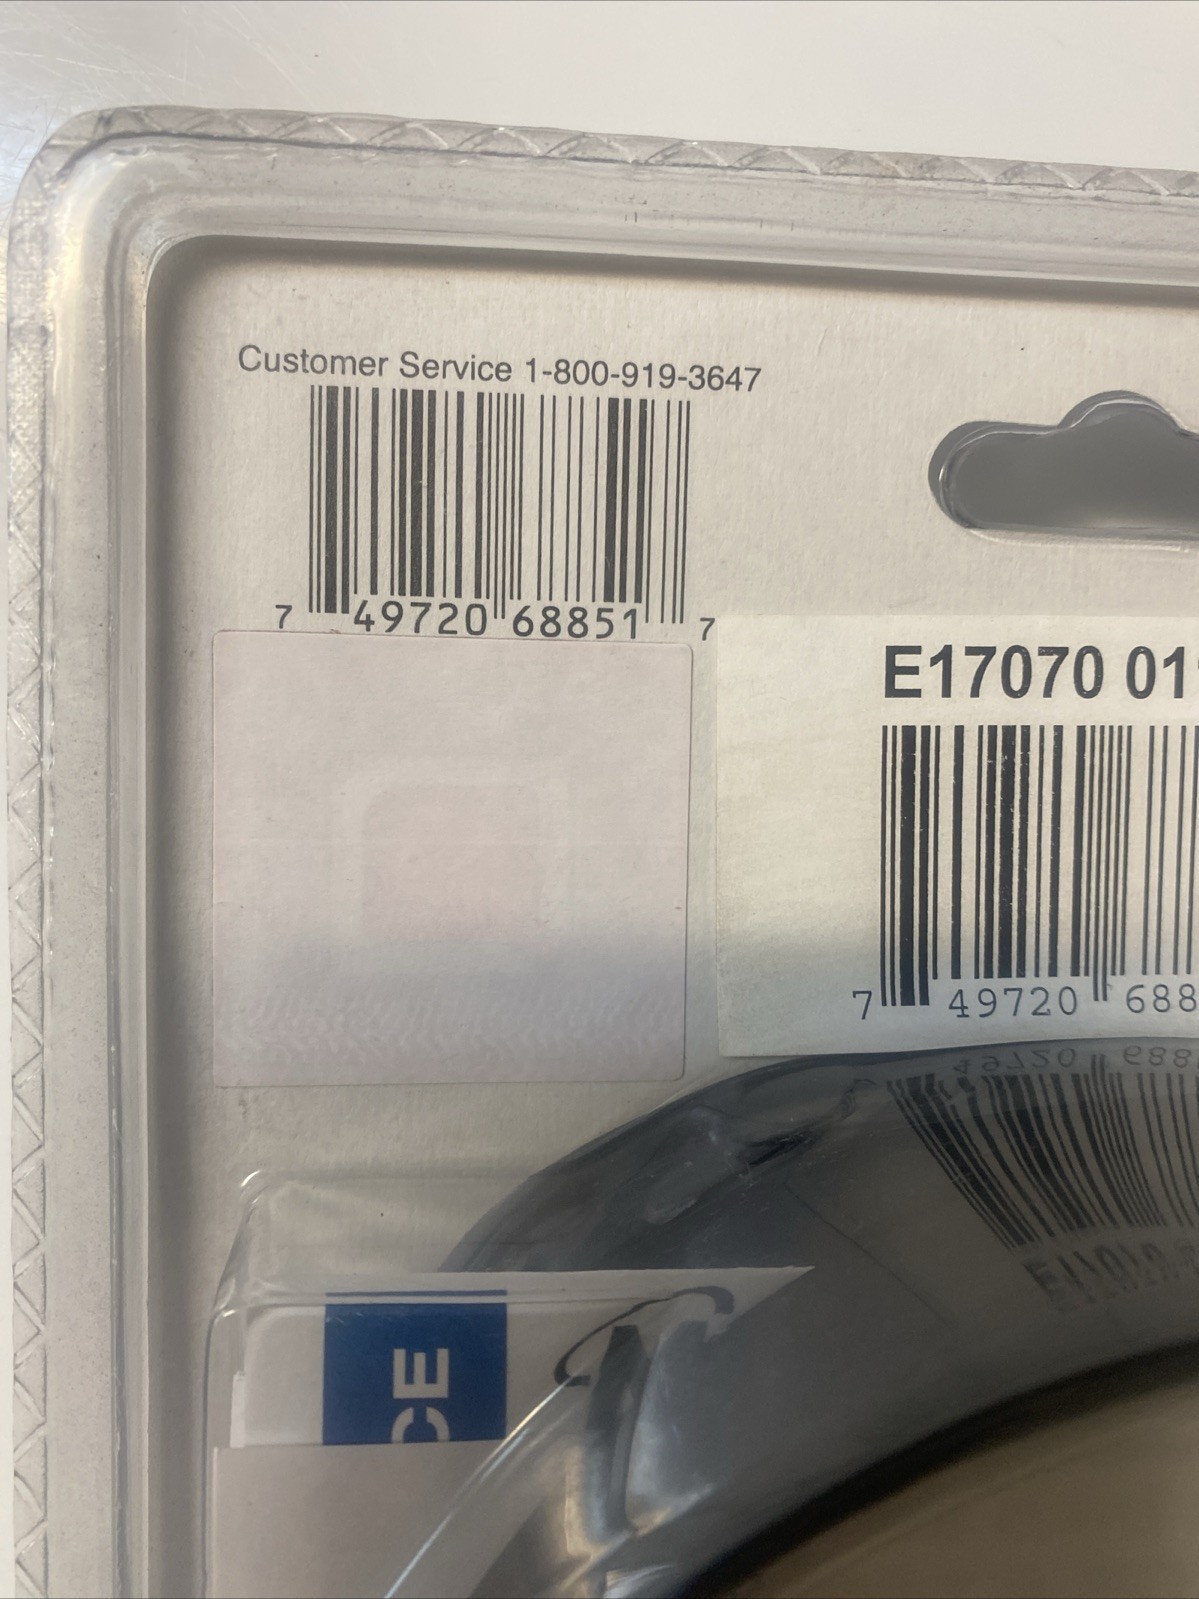 Customer Service 1-800-919-3647
7 49720 68851 7
E17070 01
7 49720 688
CE